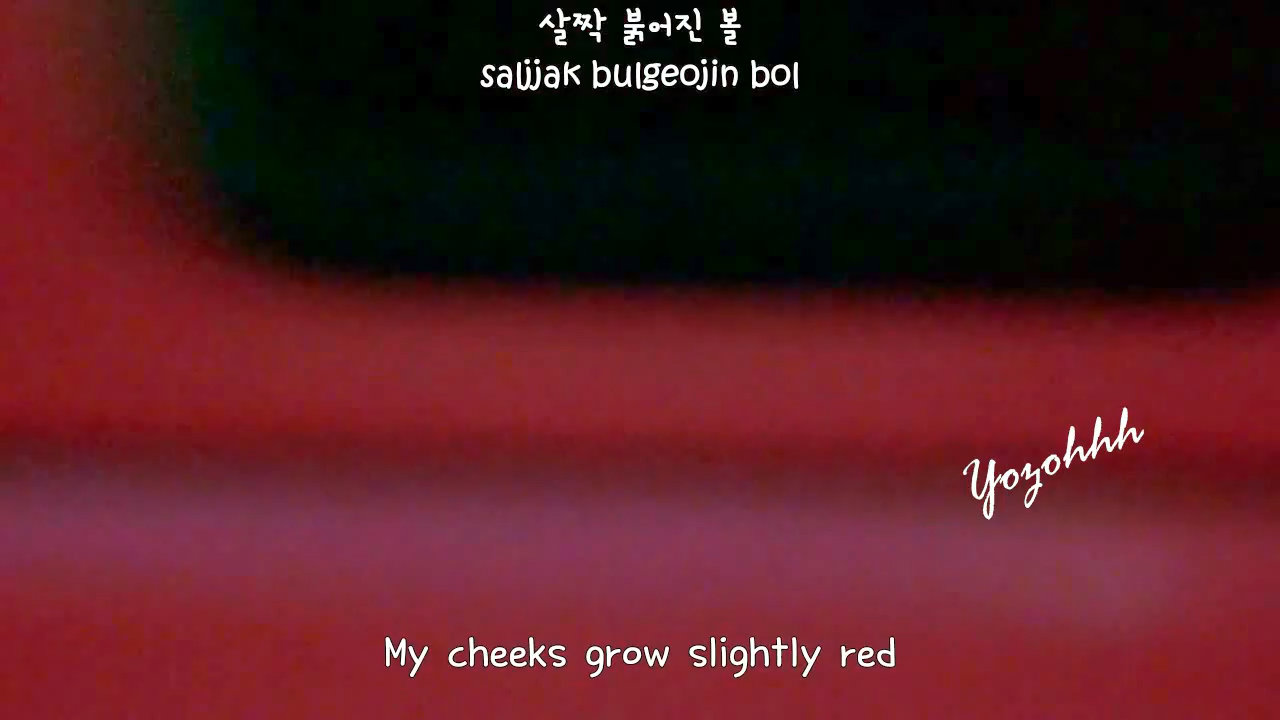 살짝 붉어진 볼
saljjak bulgeojin bol
Yozohhh
My cheeks grow slightly red